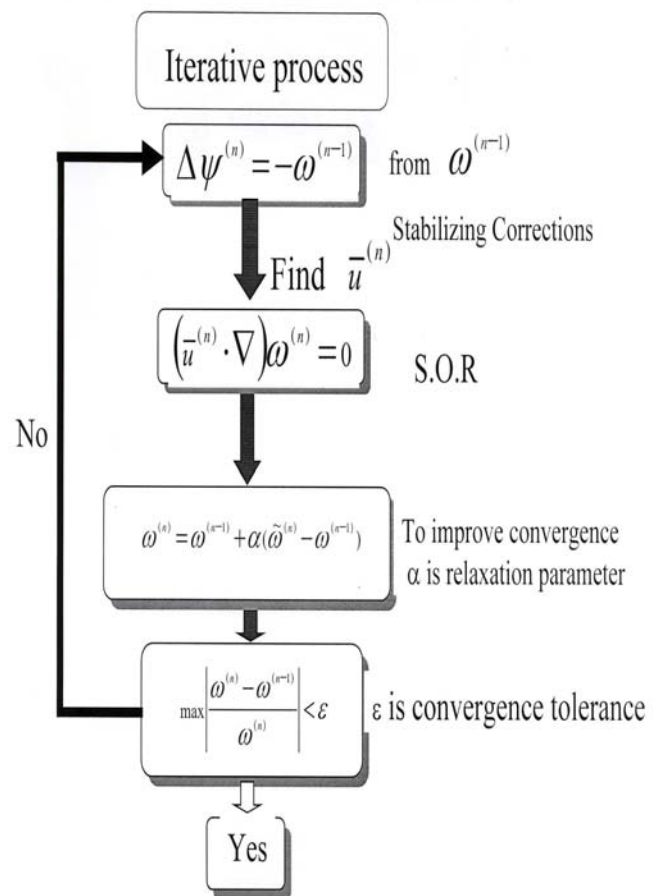 Iterative process
Δψ⁽ⁿ⁾ = −ω⁽ⁿ⁻¹⁾ from ω⁽ⁿ⁻¹⁾
Stabilizing Corrections
Find u̅⁽ⁿ⁾
(u̅⁽ⁿ⁾ · ∇)ω⁽ⁿ⁾ = 0
S.O.R
No
ω⁽ⁿ⁾ = ω⁽ⁿ⁻¹⁾ + α(ω̃⁽ⁿ⁾ − ω⁽ⁿ⁻¹⁾)
To improve convergence
α is relaxation parameter
max|(ω⁽ⁿ⁾ − ω⁽ⁿ⁻¹⁾)/ω⁽ⁿ⁾| < ε
ε is convergence tolerance
Yes